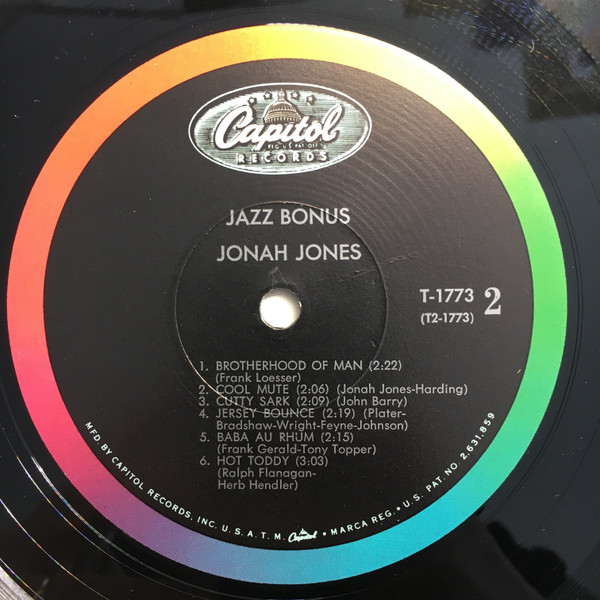 Capitol
REG. U.S. PAT. OFF.
RECORDS
JAZZ BONUS
JONAH JONES
T-1773 2
(T2-1773)
1. BROTHERHOOD OF MAN (2:22)
(Frank Loesser)
2. COOL MUTE (2:06) (Jonah Jones-Harding)
3. CUTTY SARK (2:09) (John Barry)
4. JERSEY BOUNCE (2:19) (Plater-
Bradshaw-Wright-Feyne-Johnson)
5. BABA AU RHUM (2:15)
(Frank Gerald-Tony Topper)
6. HOT TODDY (3:03)
(Ralph Flanagan-
Herb Hendler)
MFD. BY CAPITOL RECORDS, INC. U.S.A. T.M. Capitol • MARCA REG. • U.S. PAT. NO. 2,631,859